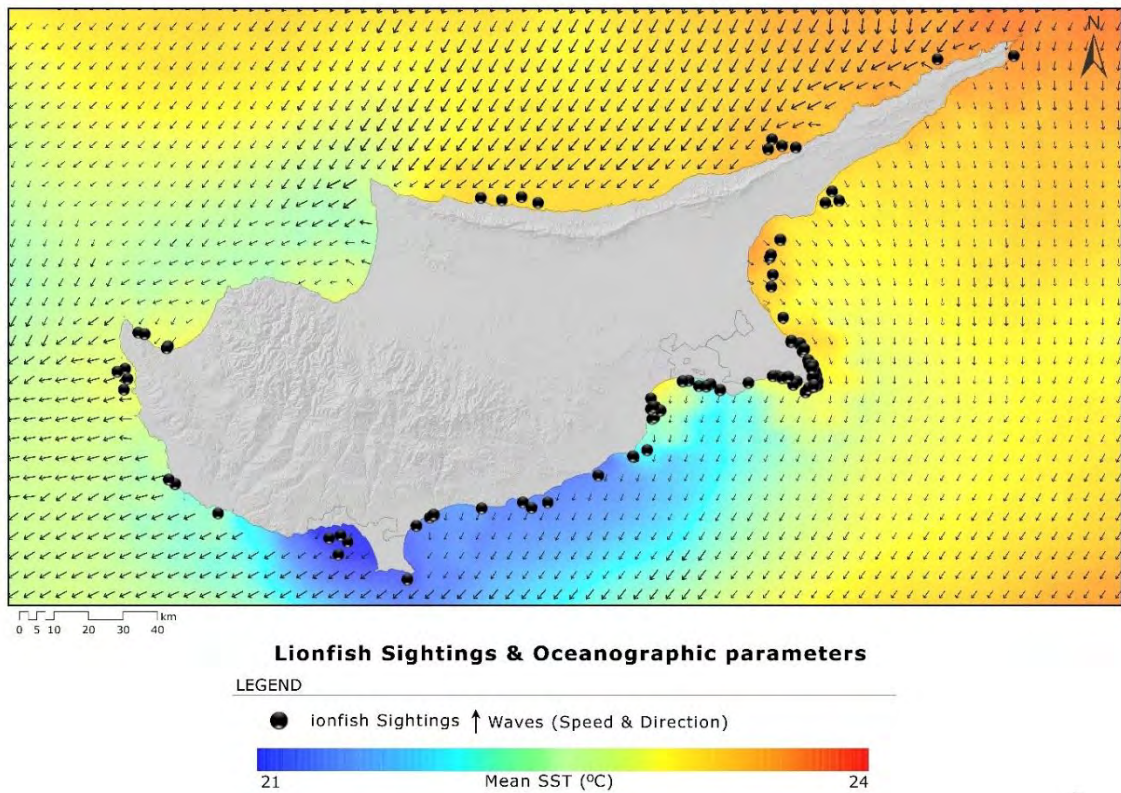 N
km
0 5 10 20 30 40
Lionfish Sightings & Oceanographic parameters
LEGEND
ionfish Sightings Waves (Speed & Direction)
21 Mean SST (ºC) 24